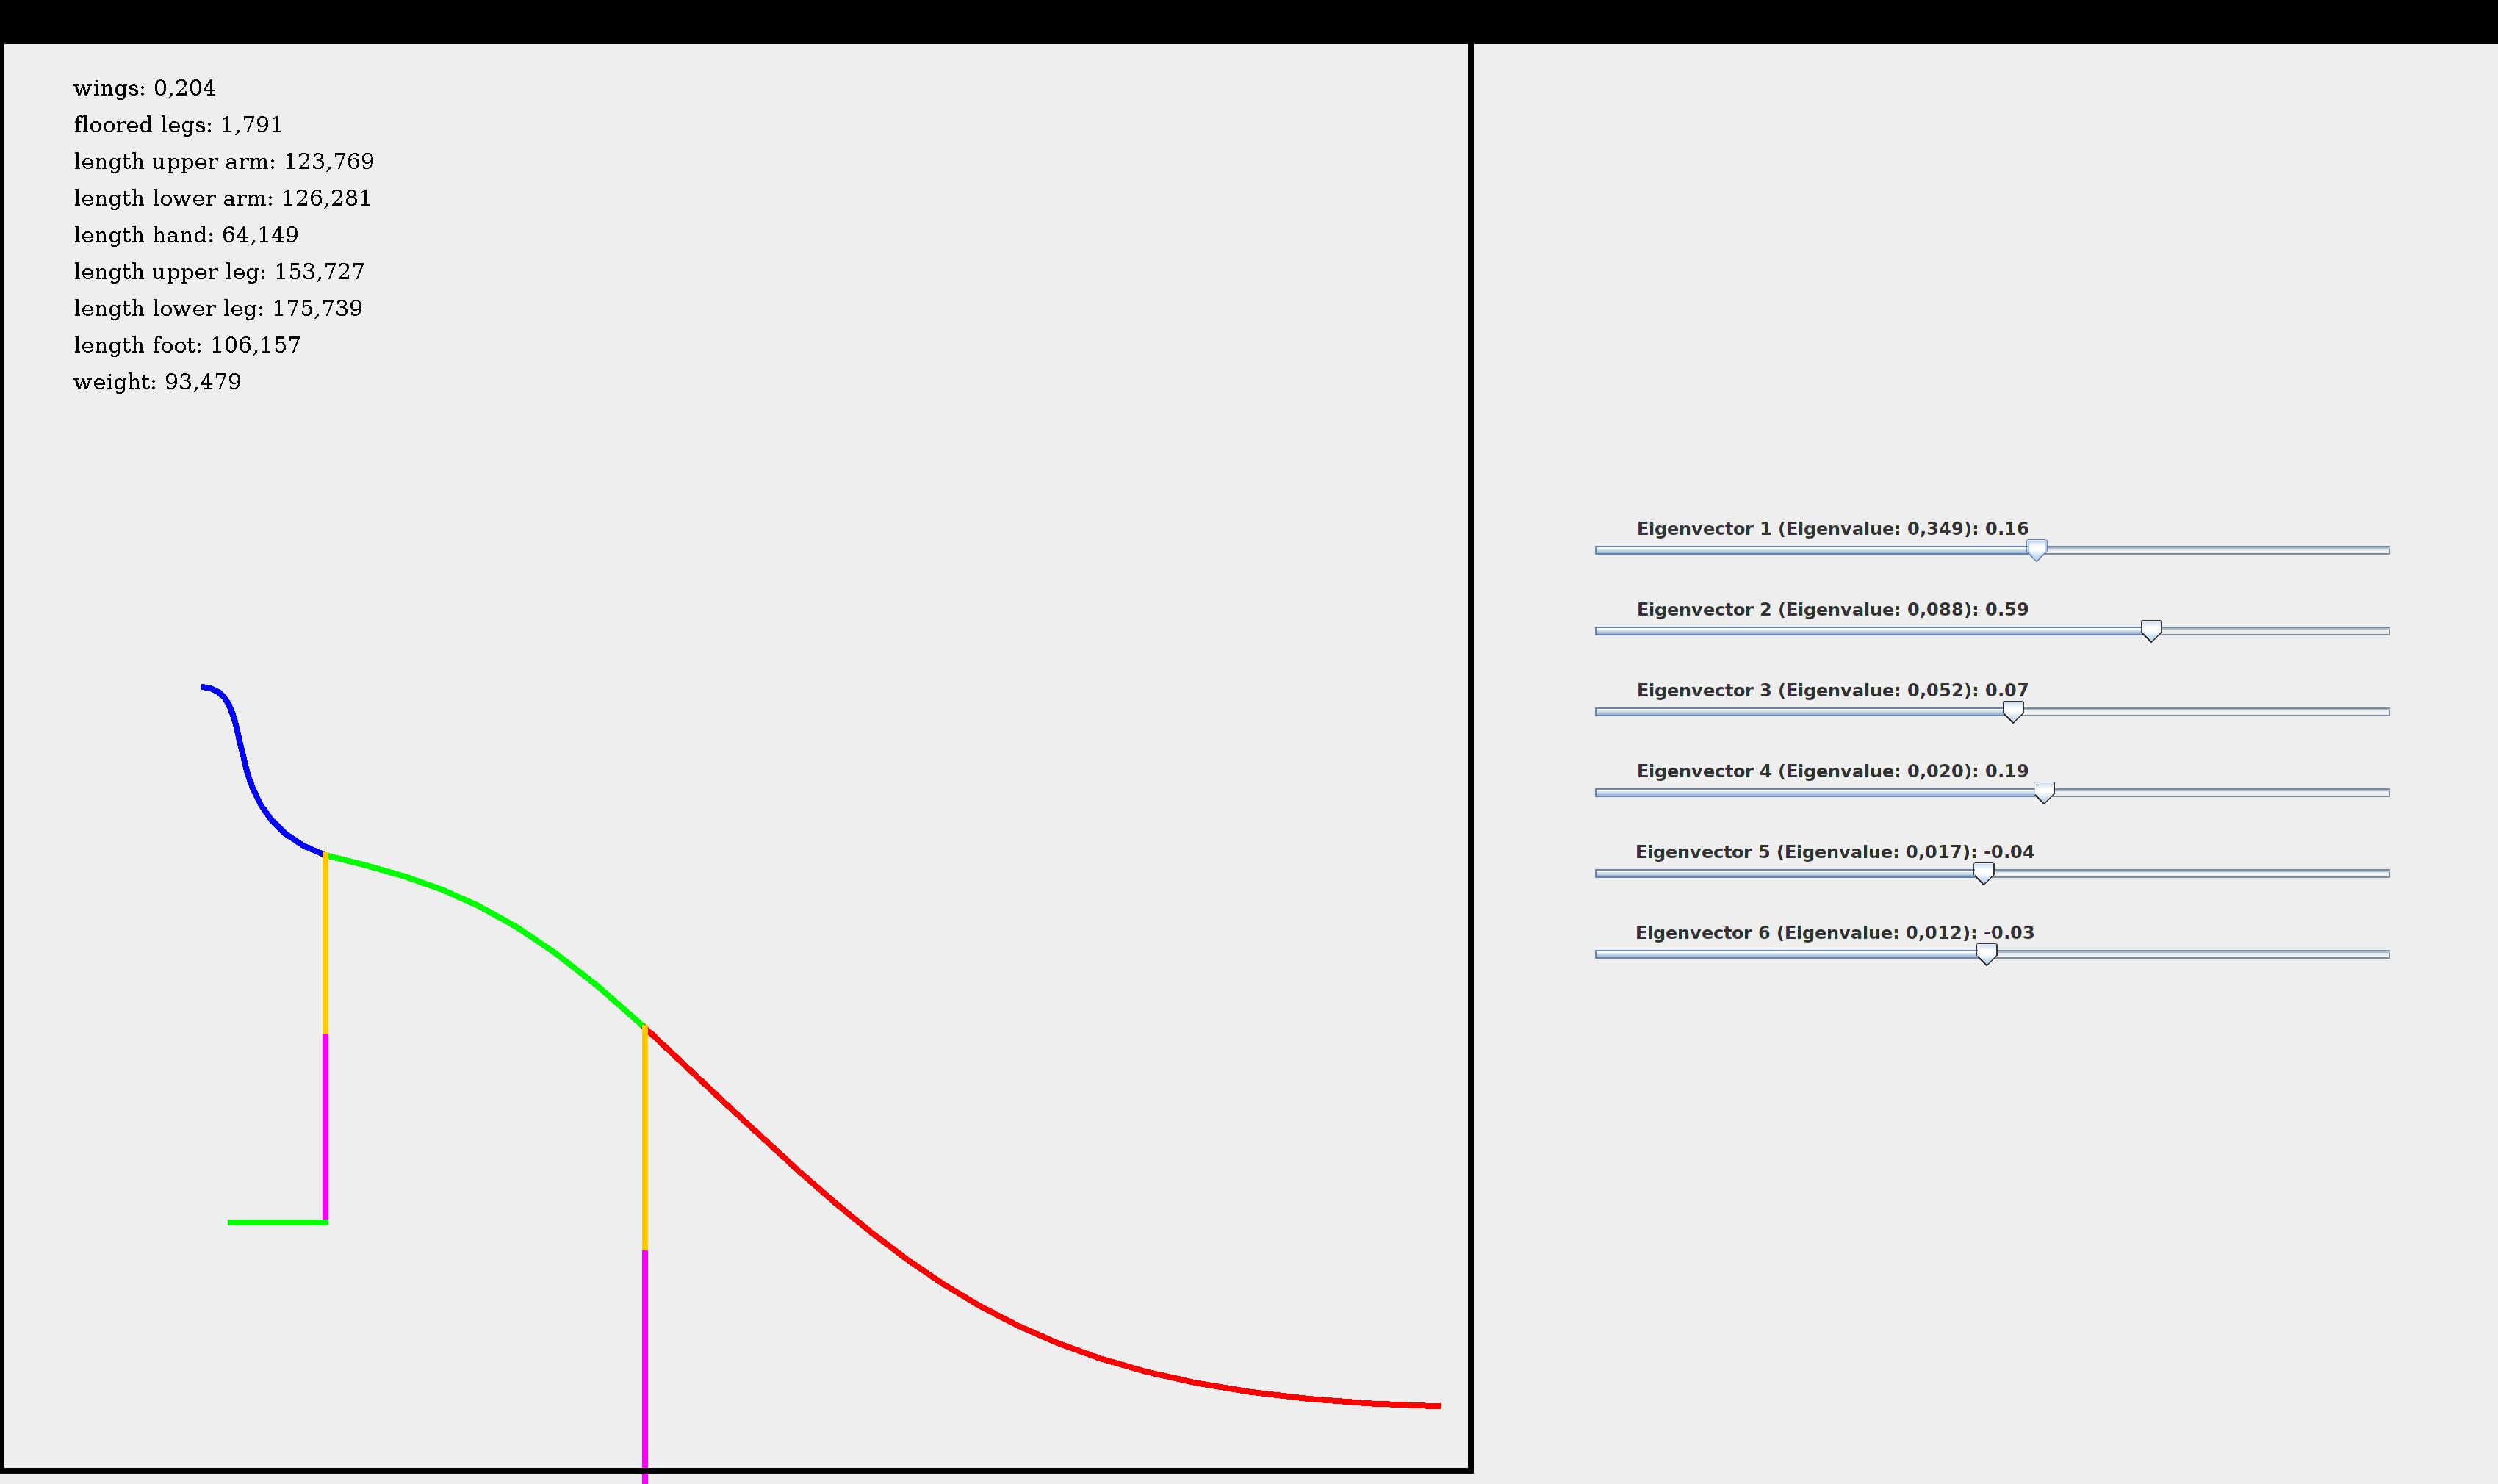 wings: 0,204
floored legs: 1,791
length upper arm: 123,769
length lower arm: 126,281
length hand: 64,149
length upper leg: 153,727
length lower leg: 175,739
length foot: 106,157
weight: 93,479
Eigenvector 1 (Eigenvalue: 0,349): 0.16
Eigenvector 2 (Eigenvalue: 0,088): 0.59
Eigenvector 3 (Eigenvalue: 0,052): 0.07
Eigenvector 4 (Eigenvalue: 0,020): 0.19
Eigenvector 5 (Eigenvalue: 0,017): -0.04
Eigenvector 6 (Eigenvalue: 0,012): -0.03